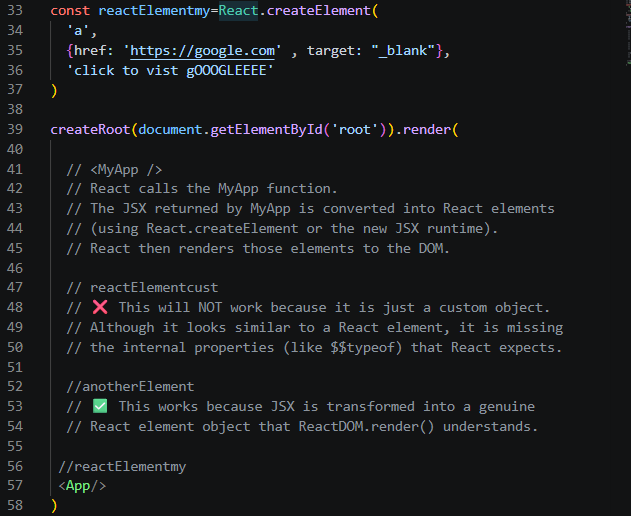 33 const reactElementmy=React.createElement(
34 'a',
35 {href: 'https://google.com' , target: "_blank"},
36 'click to vist gOOOGLEEEE'
37 )
38
39 createRoot(document.getElementById('root')).render(
40
41 // <MyApp />
42 // React calls the MyApp function.
43 // The JSX returned by MyApp is converted into React elements
44 // (using React.createElement or the new JSX runtime).
45 // React then renders those elements to the DOM.
46
47 // reactElementcust
48 // ❌ This will NOT work because it is just a custom object.
49 // Although it looks similar to a React element, it is missing
50 // the internal properties (like $$typeof) that React expects.
51
52 //anotherElement
53 // ✅ This works because JSX is transformed into a genuine
54 // React element object that ReactDOM.render() understands.
55
56 //reactElementmy
57 <App/>
58 )